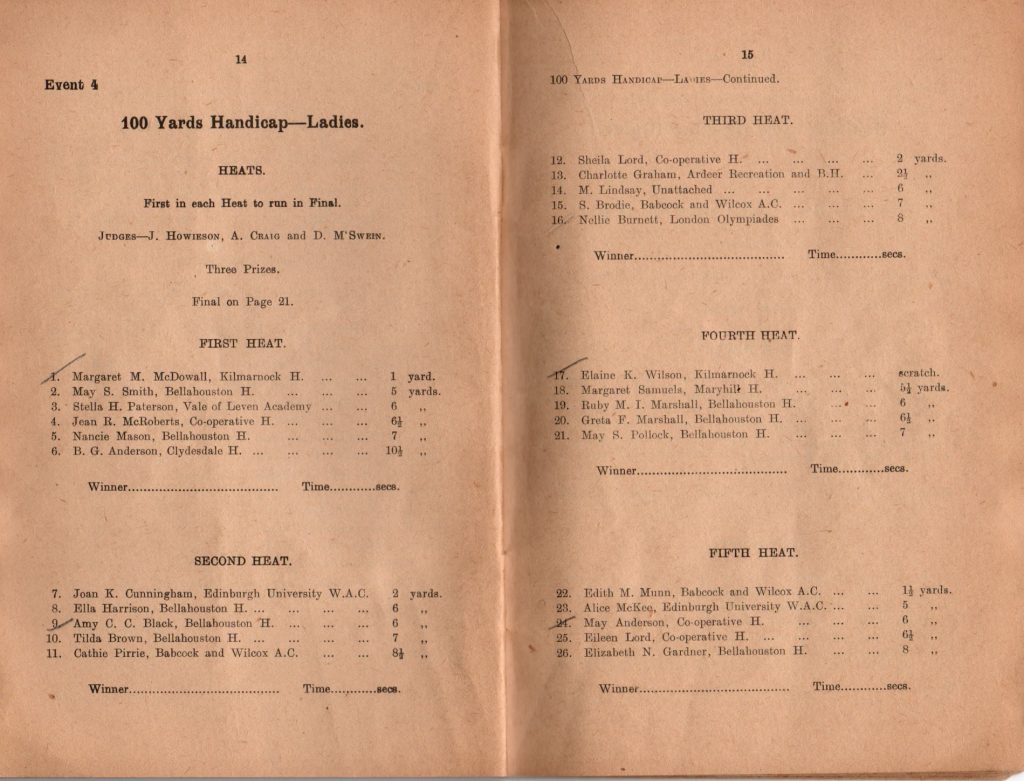 14
Event 4
100 Yards Handicap—Ladies.
HEATS.
First in each Heat to run in Final.
JUDGES—J. HOWIESON, A. CRAIG and D. M'SWEIN.
Three Prizes.
Final on Page 21.
FIRST HEAT.
1. Margaret M. McDowall, Kilmarnock H. ... ... 1 yard.
2. May S. Smith, Bellahouston H. ... ... ... 5 yards.
3. Stella H. Paterson, Vale of Leven Academy ... ... 6 ,,
4. Jean R. McRoberts, Co-operative H. ... ... ... 6½ ,,
5. Nancie Mason, Bellahouston H. ... ... ... 7 ,,
6. B. G. Anderson, Clydesdale H. ... ... ... ... 10½ ,,
Winner...................................... Time............secs.
SECOND HEAT.
7. Joan K. Cunningham, Edinburgh University W.A.C. 2 yards.
8. Ella Harrison, Bellahouston H. ... ... ... ... 6 ,,
9. Amy C. C. Black, Bellahouston H. ... ... ... 6 ,,
10. Tilda Brown, Bellahouston H. ... ... ... ... 7 ,,
11. Cathie Pirrie, Babcock and Wilcox A.C. ... ... 8½ ,,
Winner...................................... Time............secs.
15
100 YARDS HANDICAP—LADIES—Continued.
THIRD HEAT.
12. Sheila Lord, Co-operative H. ... ... ... ... 2 yards.
13. Charlotte Graham, Ardeer Recreation and B.H. ... 2½ ,,
14. M. Lindsay, Unattached ... ... ... ... ... 6 ,,
15. S. Brodie, Babcock and Wilcox A.C. ... ... ... 7 ,,
16. Nellie Burnett, London Olympiades ... ... ... 8 ,,
Winner...................................... Time............secs.
FOURTH HEAT.
17. Elaine K. Wilson, Kilmarnock H. ... ... ... scratch.
18. Margaret Samuels, Maryhill H. ... ... ... 5½ yards.
19. Ruby M. I. Marshall, Bellahouston H. ... ... 6 ,,
20. Greta F. Marshall, Bellahouston H. ... ... ... 6½ ,,
21. May S. Pollock, Bellahouston H. ... ... ... 7 ,,
Winner...................................... Time............secs.
FIFTH HEAT.
22. Edith M. Munn, Babcock and Wilcox A.C. ... ... 1½ yards.
23. Alice McKeo, Edinburgh University W.A.C. ... ... 5 ,,
24. May Anderson, Co-operative H. ... ... ... 6 ,,
25. Eileen Lord, Co-operative H. ... ... ... ... 6½ ,,
26. Elizabeth N. Gardner, Bellahouston H. ... ... 8 ,,
Winner...................................... Time............secs.